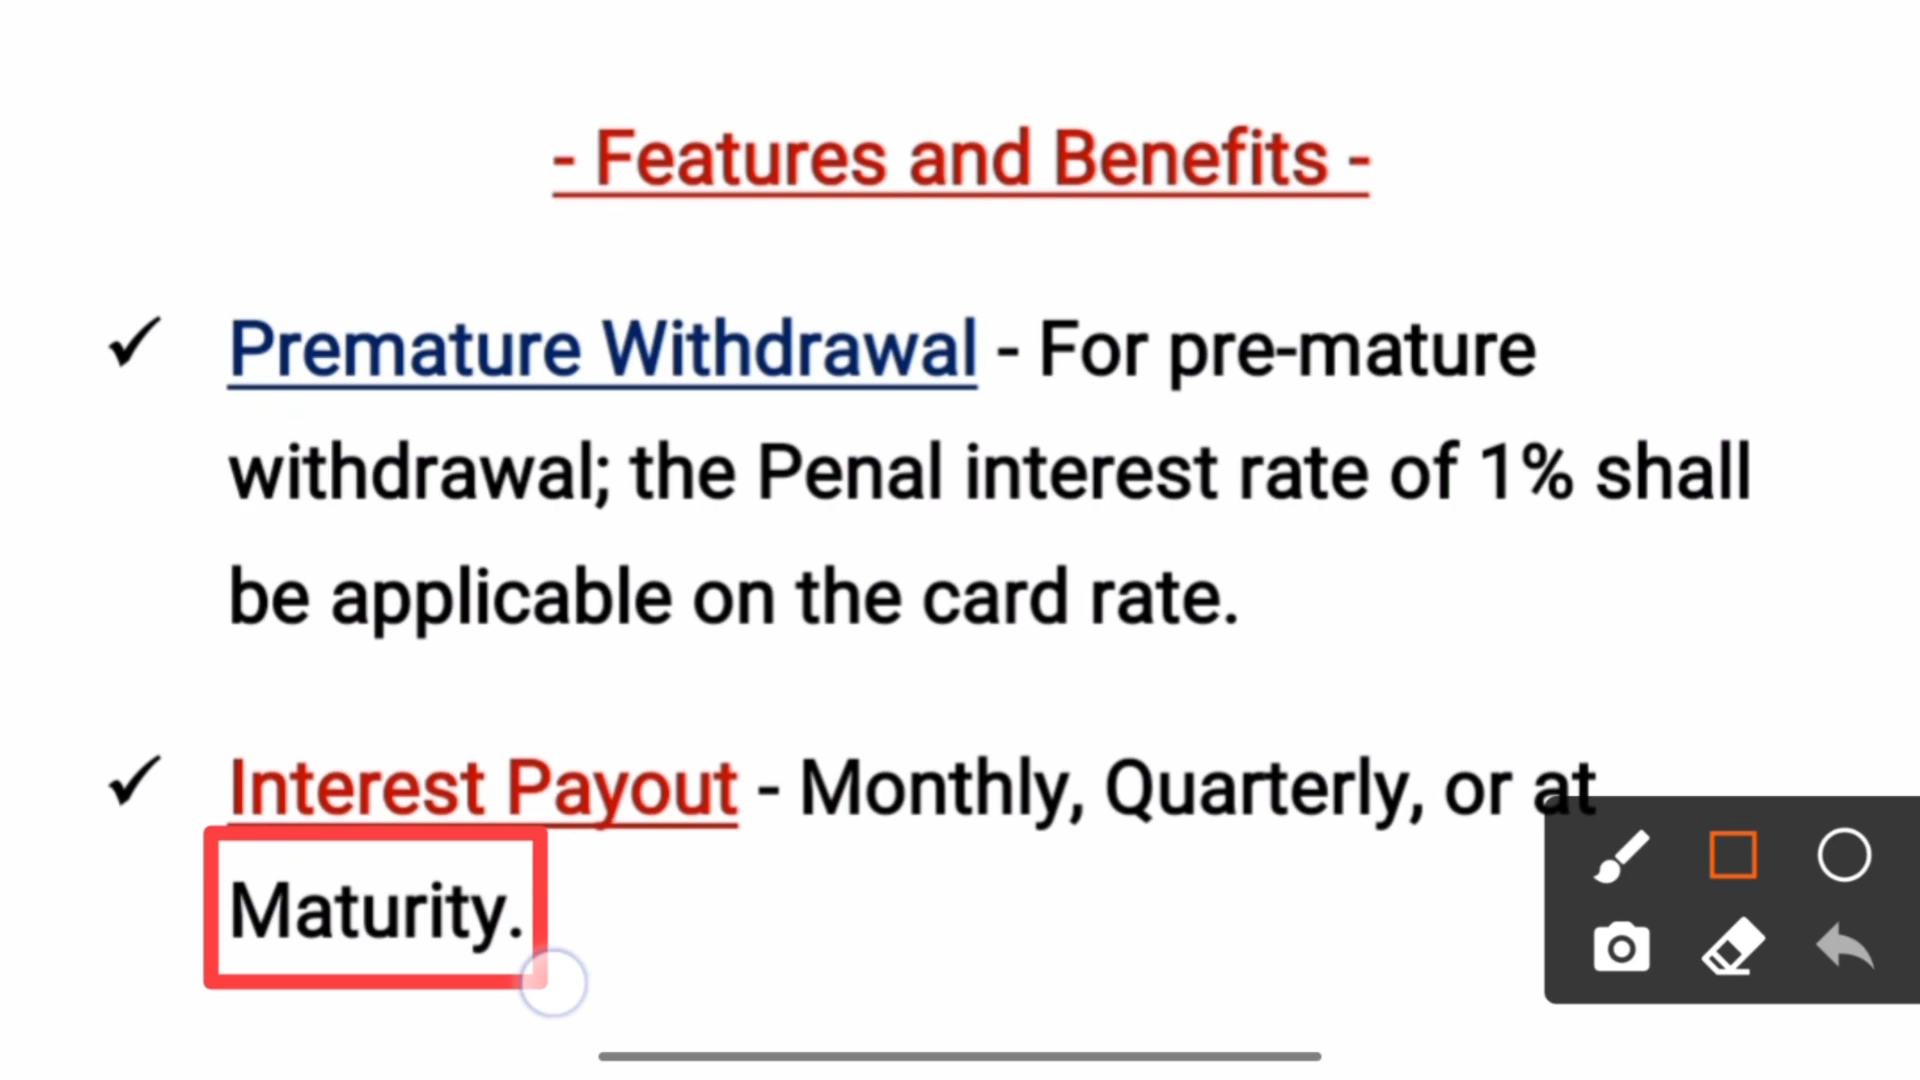 - Features and Benefits -
✓ Premature Withdrawal - For pre-mature
withdrawal; the Penal interest rate of 1% shall
be applicable on the card rate.
✓ Interest Payout - Monthly, Quarterly, or at
Maturity.